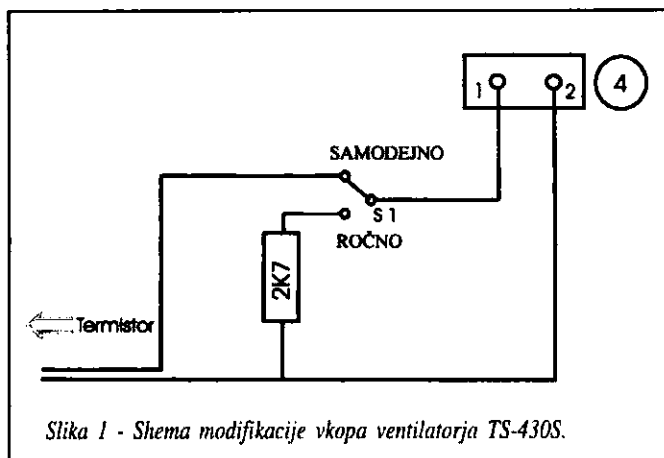 4
1 2
SAMODEJNO
S 1
ROČNO
2K7
Termistor
Slika 1 - Shema modifikacije vkopa ventilatorja TS-430S.